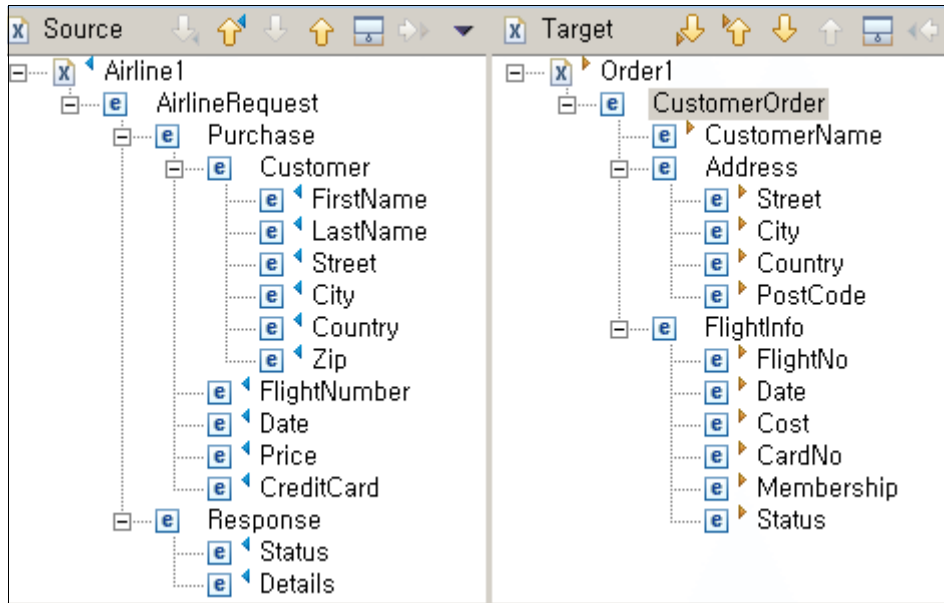 Source
Airline1
AirlineRequest
Purchase
Customer
FirstName
LastName
Street
City
Country
Zip
FlightNumber
Date
Price
CreditCard
Response
Status
Details
Target
Order1
CustomerOrder
CustomerName
Address
Street
City
Country
PostCode
FlightInfo
FlightNo
Date
Cost
CardNo
Membership
Status